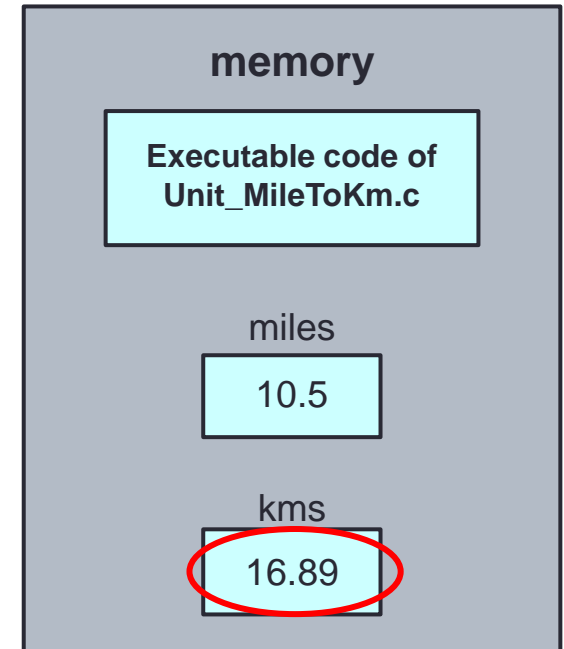 memory
Executable code of
Unit_MileToKm.c
miles
10.5
kms
16.89